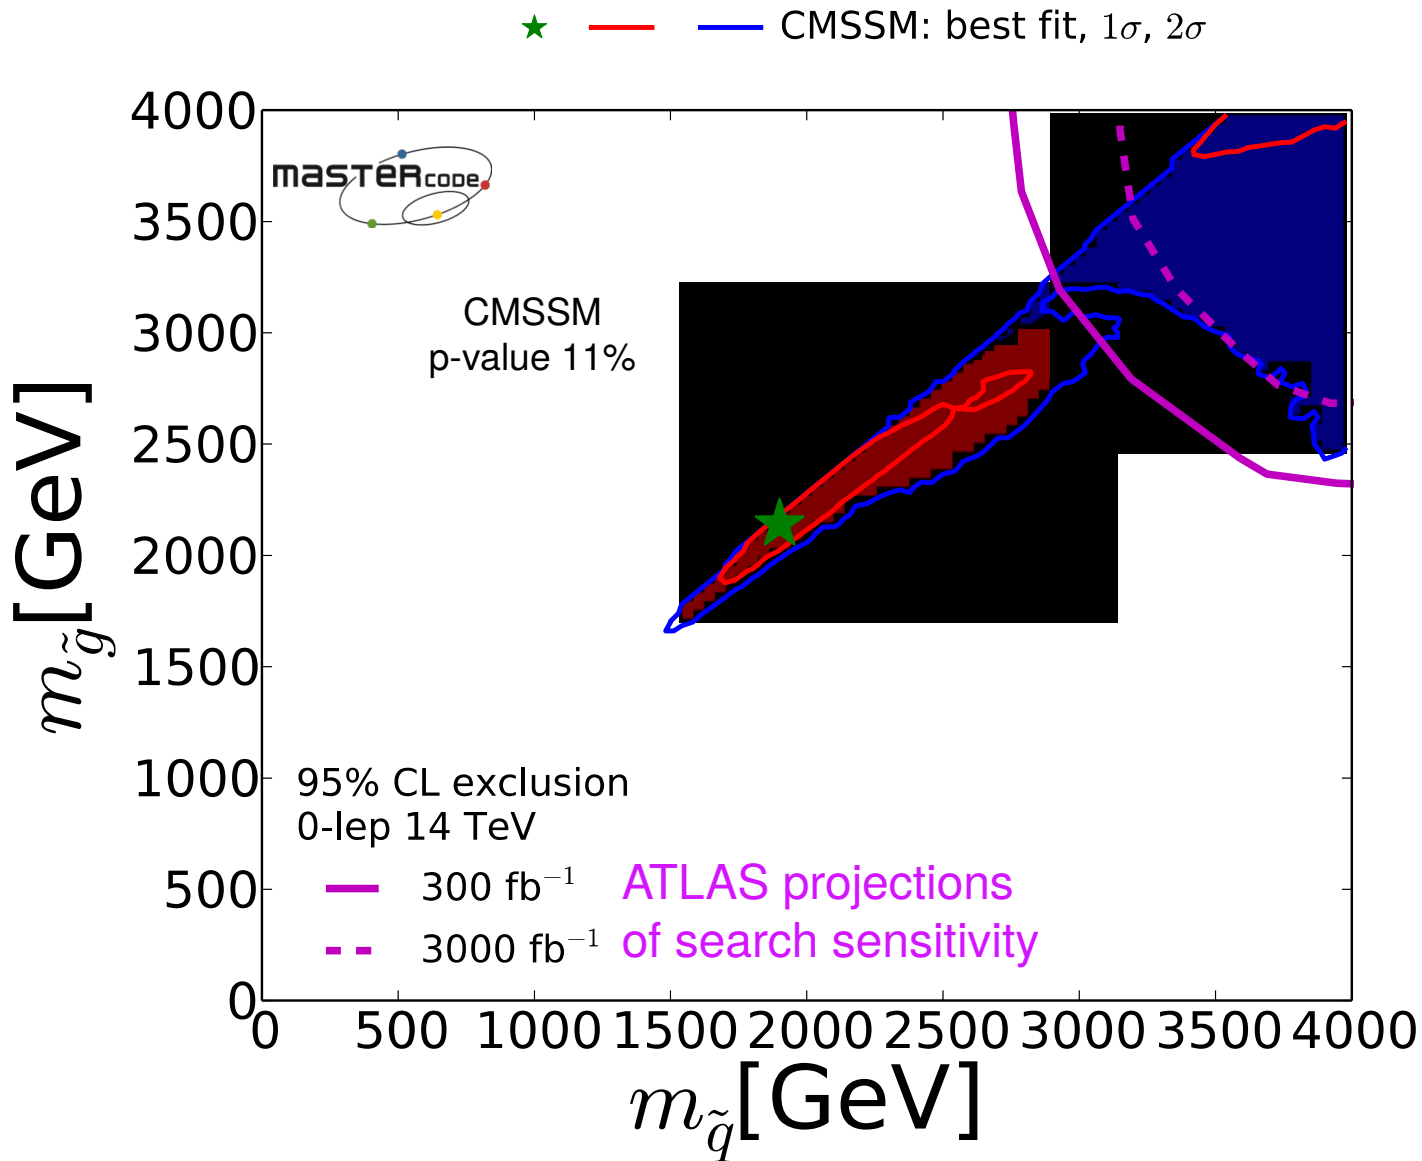 CMSSM: best fit, 1σ, 2σ
4000
3500
3000
2500
2000
1500
1000
500
0
m_g̃ [GeV]
masTeRcode
CMSSM
p-value 11%
95% CL exclusion
0-lep 14 TeV
300 fb⁻¹
3000 fb⁻¹
ATLAS projections
of search sensitivity
0 500 1000 1500 2000 2500 3000 3500 4000
m_q̃ [GeV]